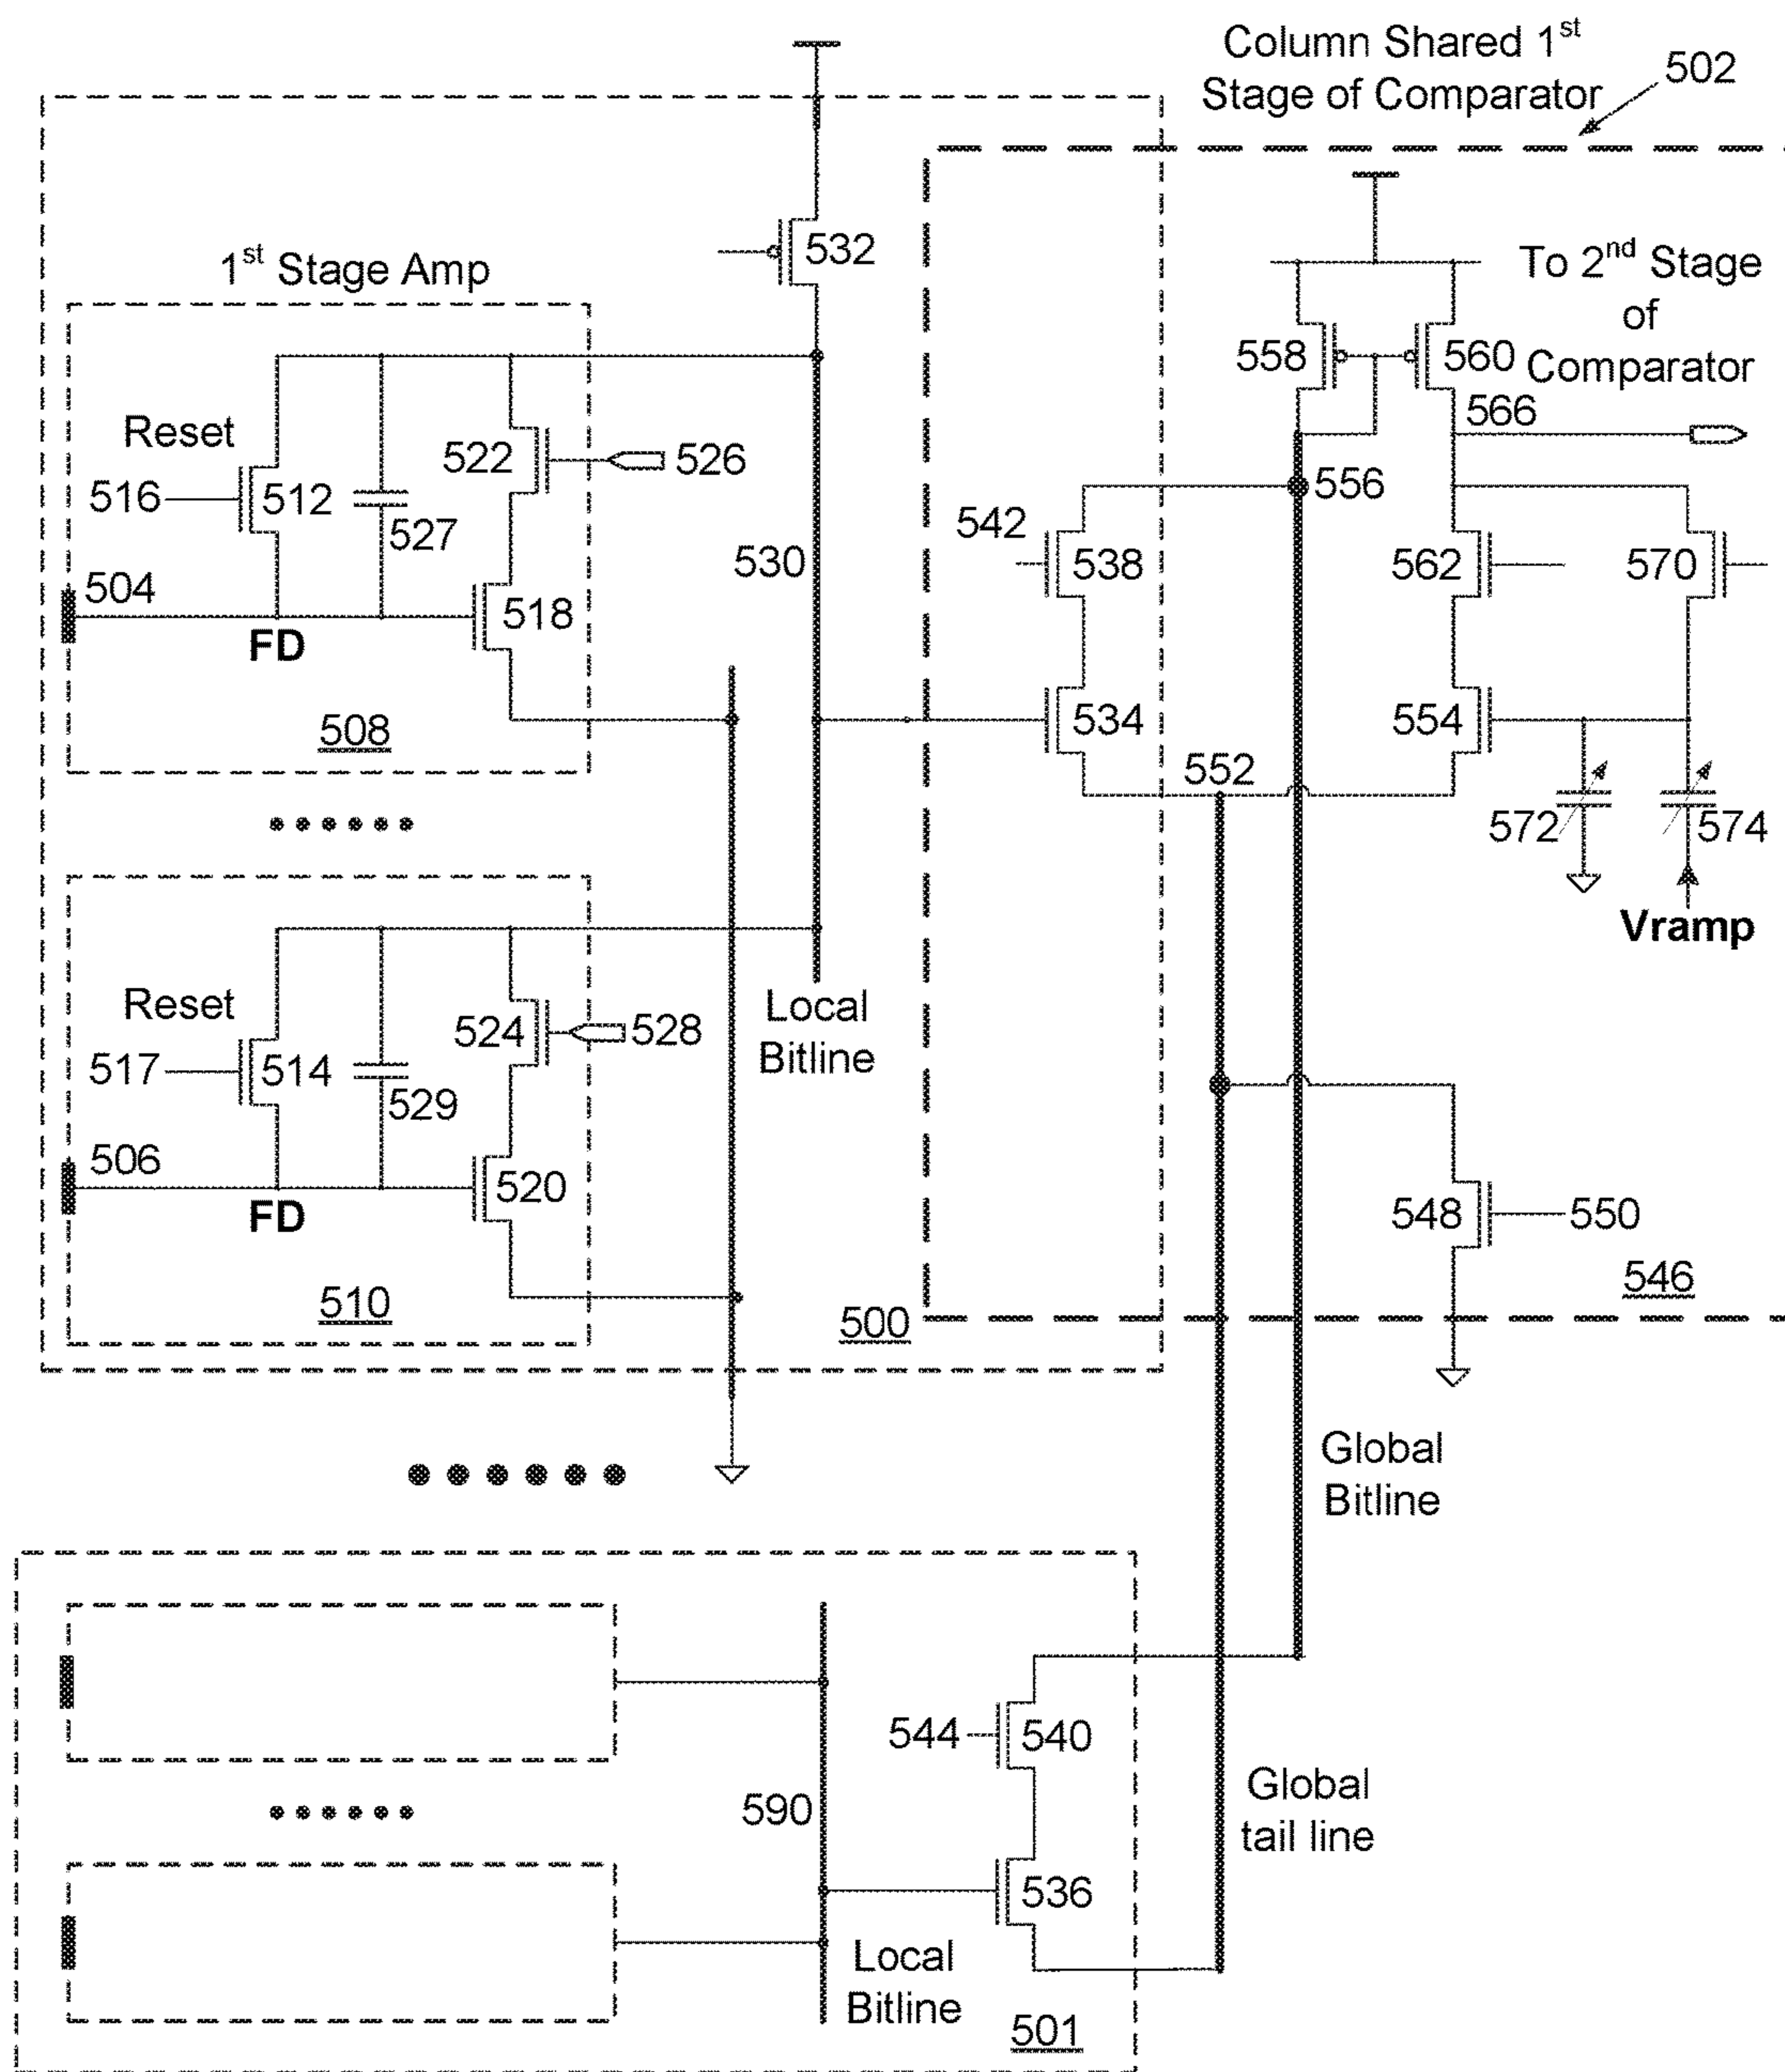 Column Shared 1st
Stage of Comparator
502
532
1st Stage Amp
To 2nd Stage
of
Comparator
558
560
566
Reset
522
526
516
512
527
530
542
556
538
562
570
504
FD
518
534
554
508
552
572
574
Vramp
Reset
524
528
Local
Bitline
517
514
529
506
FD
520
548
550
510
500
546
Global
Bitline
544
540
590
Global
tail line
536
Local
Bitline
501